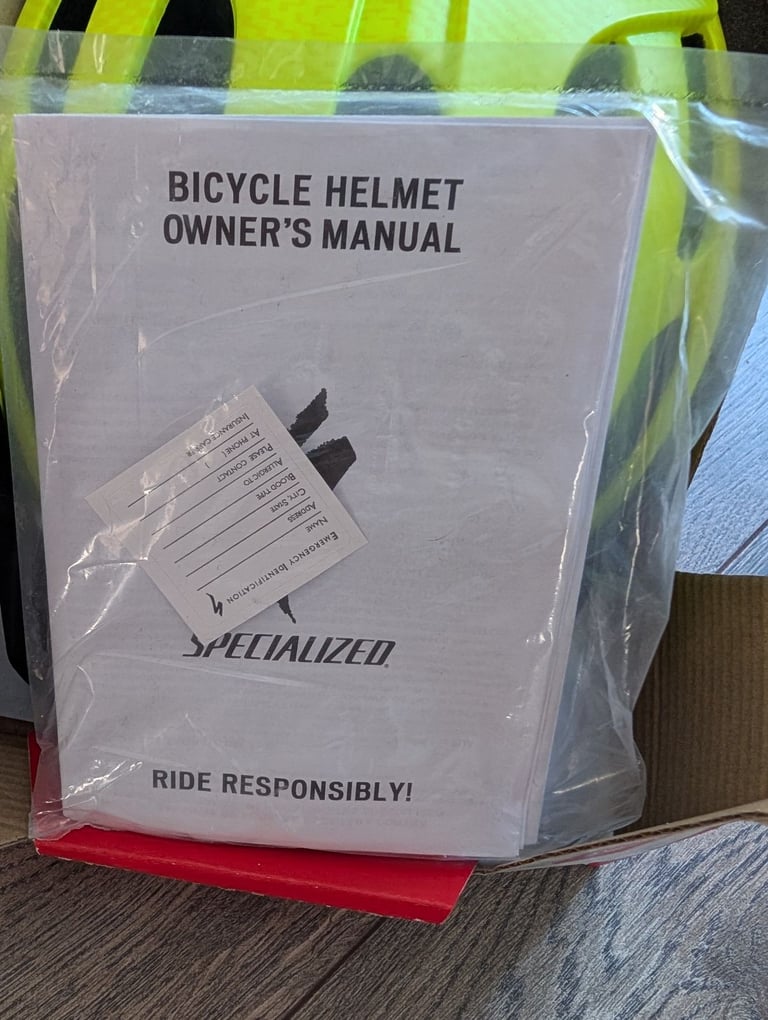 BICYCLE HELMET
OWNER'S MANUAL
INSURANCE CARRIER
AT PHONE:
PLEASE CONTACT
ALLERGIC TO
BLOOD TYPE
CITY, STATE
ADDRESS
NAME
EMERGENCY IDENTIFICATION
SPECIALIZED
RIDE RESPONSIBLY!